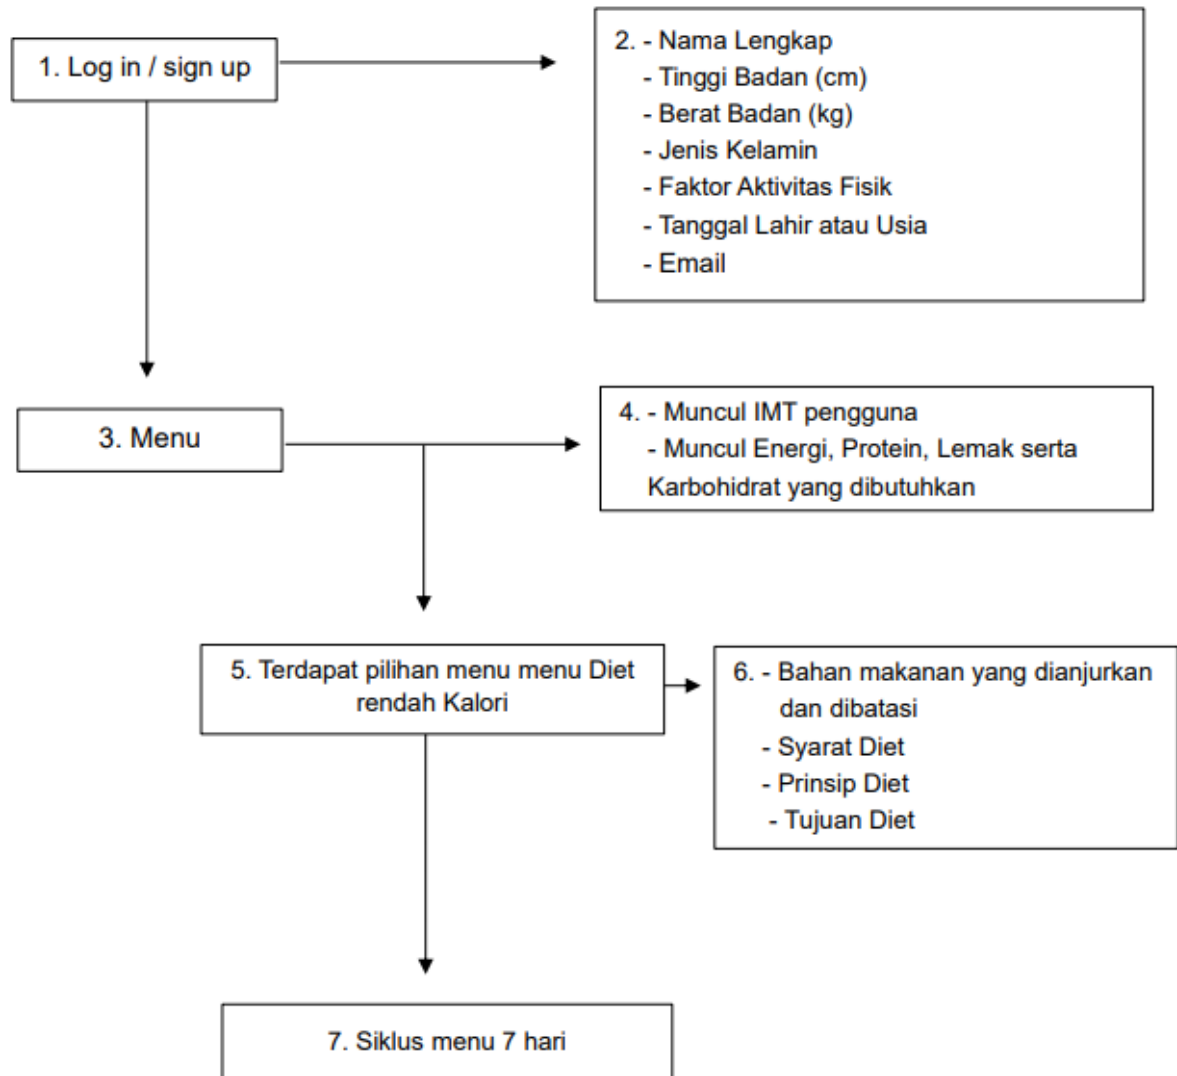 1. Log in / sign up
2. - Nama Lengkap
- Tinggi Badan (cm)
- Berat Badan (kg)
- Jenis Kelamin
- Faktor Aktivitas Fisik
- Tanggal Lahir atau Usia
- Email
3. Menu
4. - Muncul IMT pengguna
- Muncul Energi, Protein, Lemak serta
Karbohidrat yang dibutuhkan
5. Terdapat pilihan menu menu Diet
rendah Kalori
6. - Bahan makanan yang dianjurkan
dan dibatasi
- Syarat Diet
- Prinsip Diet
- Tujuan Diet
7. Siklus menu 7 hari